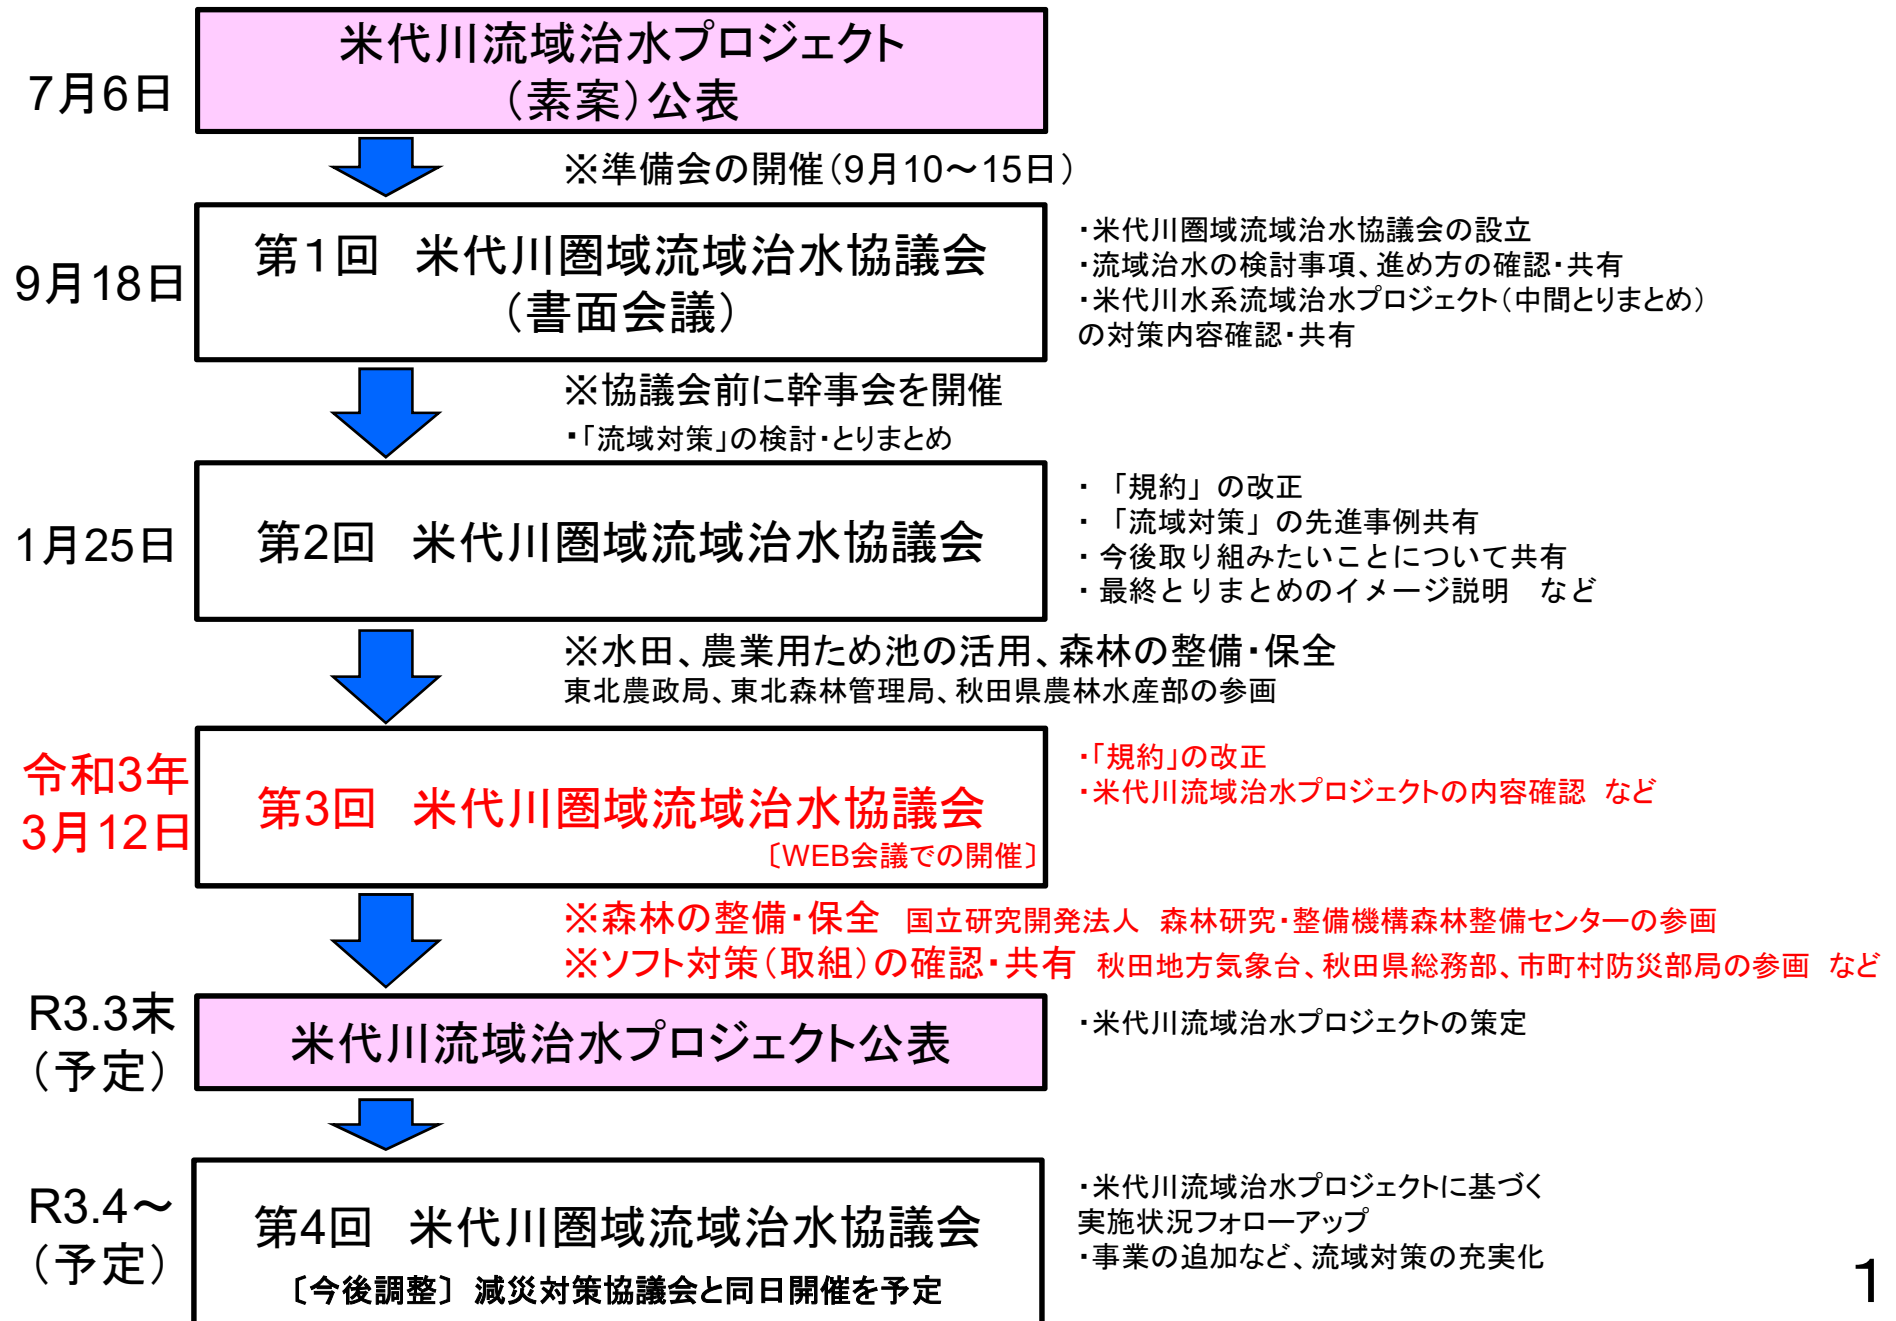 7月6日
米代川流域治水プロジェクト
（素案）公表
※準備会の開催（9月10～15日）
9月18日
第１回　米代川圏域流域治水協議会
（書面会議）
・米代川圏域流域治水協議会の設立
・流域治水の検討事項、進め方の確認・共有
・米代川水系流域治水プロジェクト（中間とりまとめ）
の対策内容確認・共有
※協議会前に幹事会を開催
・「流域対策」の検討・とりまとめ
1月25日
第2回　米代川圏域流域治水協議会
・「規約」の改正
・「流域対策」の先進事例共有
・今後取り組みたいことについて共有
・最終とりまとめのイメージ説明　など
※水田、農業用ため池の活用、森林の整備・保全
東北農政局、東北森林管理局、秋田県農林水産部の参画
令和3年
3月12日
第3回　米代川圏域流域治水協議会
〔WEB会議での開催〕
・「規約」の改正
・米代川流域治水プロジェクトの内容確認 など
※森林の整備・保全　国立研究開発法人　森林研究・整備機構森林整備センターの参画
※ソフト対策（取組）の確認・共有　秋田地方気象台、秋田県総務部、市町村防災部局の参画 など
R3.3末
（予定）
米代川流域治水プロジェクト公表
・米代川流域治水プロジェクトの策定
R3.4～
（予定）
第4回　米代川圏域流域治水協議会
〔今後調整〕減災対策協議会と同日開催を予定
・米代川流域治水プロジェクトに基づく
実施状況フォローアップ
・事業の追加など、流域対策の充実化
1